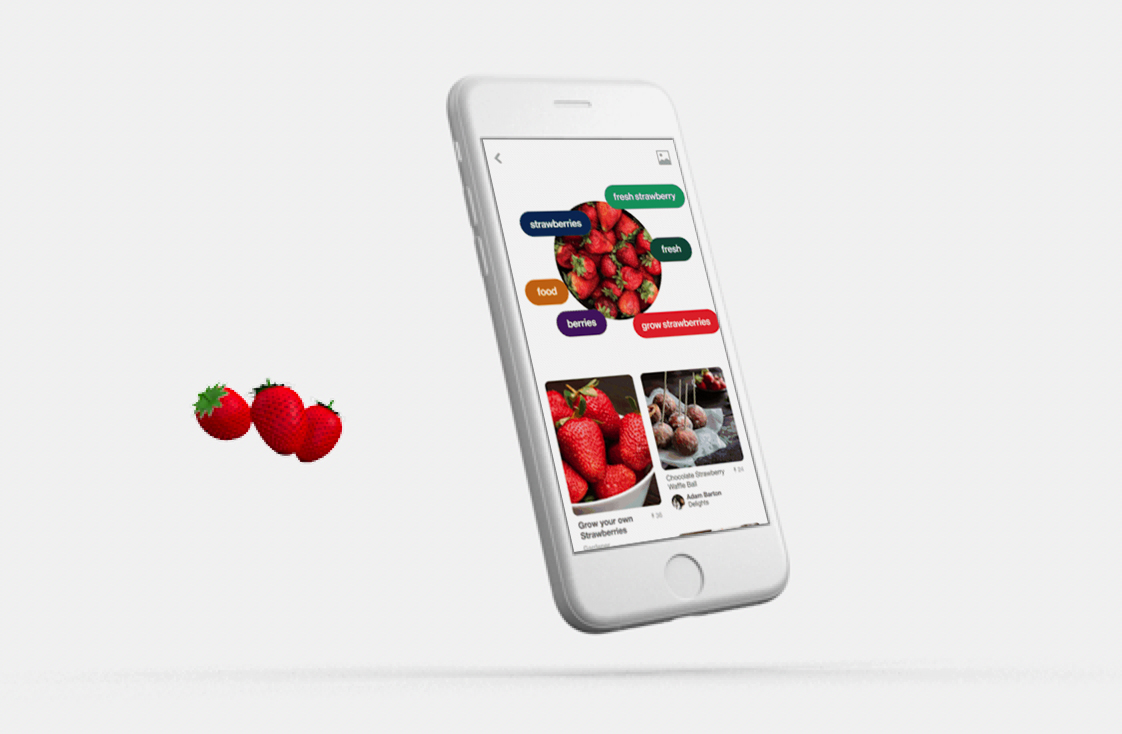 fresh strawberry
strawberries
fresh
food
berries
grow strawberries
Grow your own
Strawberries
Chocolate Strawberry
Waffle Ball
Adam Barton
Delights